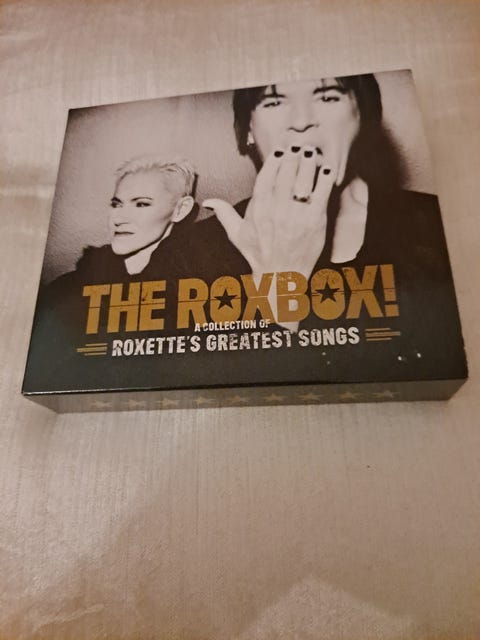 THE ROXBOX!
A COLLECTION OF
ROXETTE'S GREATEST SONGS